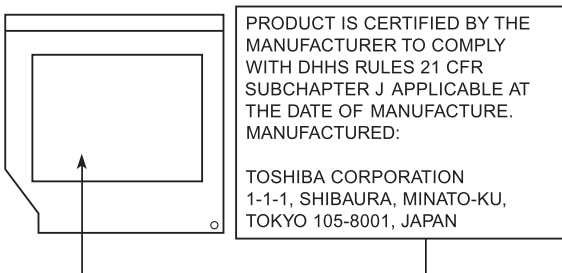 PRODUCT IS CERTIFIED BY THE
MANUFACTURER TO COMPLY
WITH DHHS RULES 21 CFR
SUBCHAPTER J APPLICABLE AT
THE DATE OF MANUFACTURE.
MANUFACTURED:
TOSHIBA CORPORATION
1-1-1, SHIBAURA, MINATO-KU,
TOKYO 105-8001, JAPAN